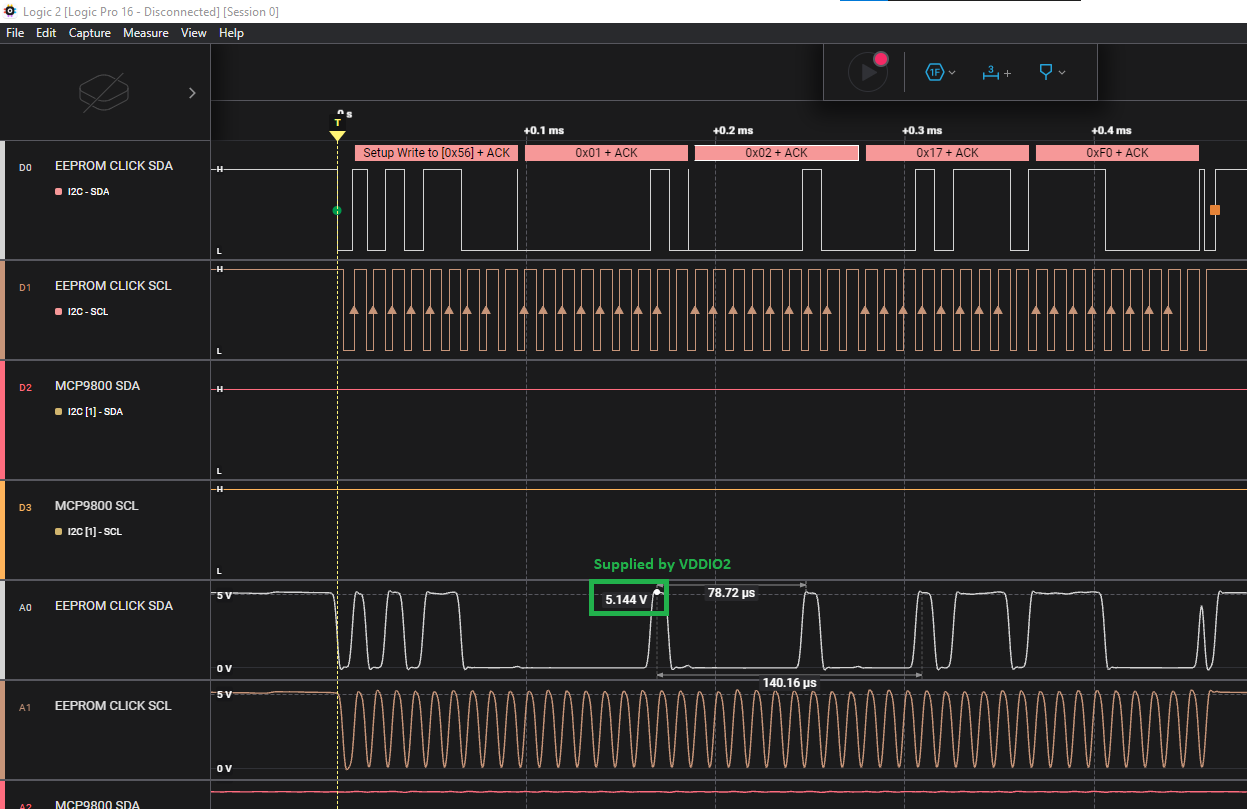 Logic 2 [Logic Pro 16 - Disconnected] [Session 0]
File Edit Capture Measure View Help
1F 3 +
0 s
T
+0.1 ms +0.2 ms +0.3 ms +0.4 ms
Setup Write to [0x56] + ACK 0x01 + ACK 0x02 + ACK 0x17 + ACK 0xF0 + ACK
D0 EEPROM CLICK SDA H
I2C - SDA
L
D1 EEPROM CLICK SCL H
I2C - SCL
L
D2 MCP9800 SDA H
I2C [1] - SDA
L
D3 MCP9800 SCL H
I2C [1] - SCL
L
Supplied by VDDIO2
A0 EEPROM CLICK SDA 5 V 5.144 V 78.72 µs
0 V
140.16 µs
A1 EEPROM CLICK SCL 5 V
0 V
A2 MCP9800 SDA